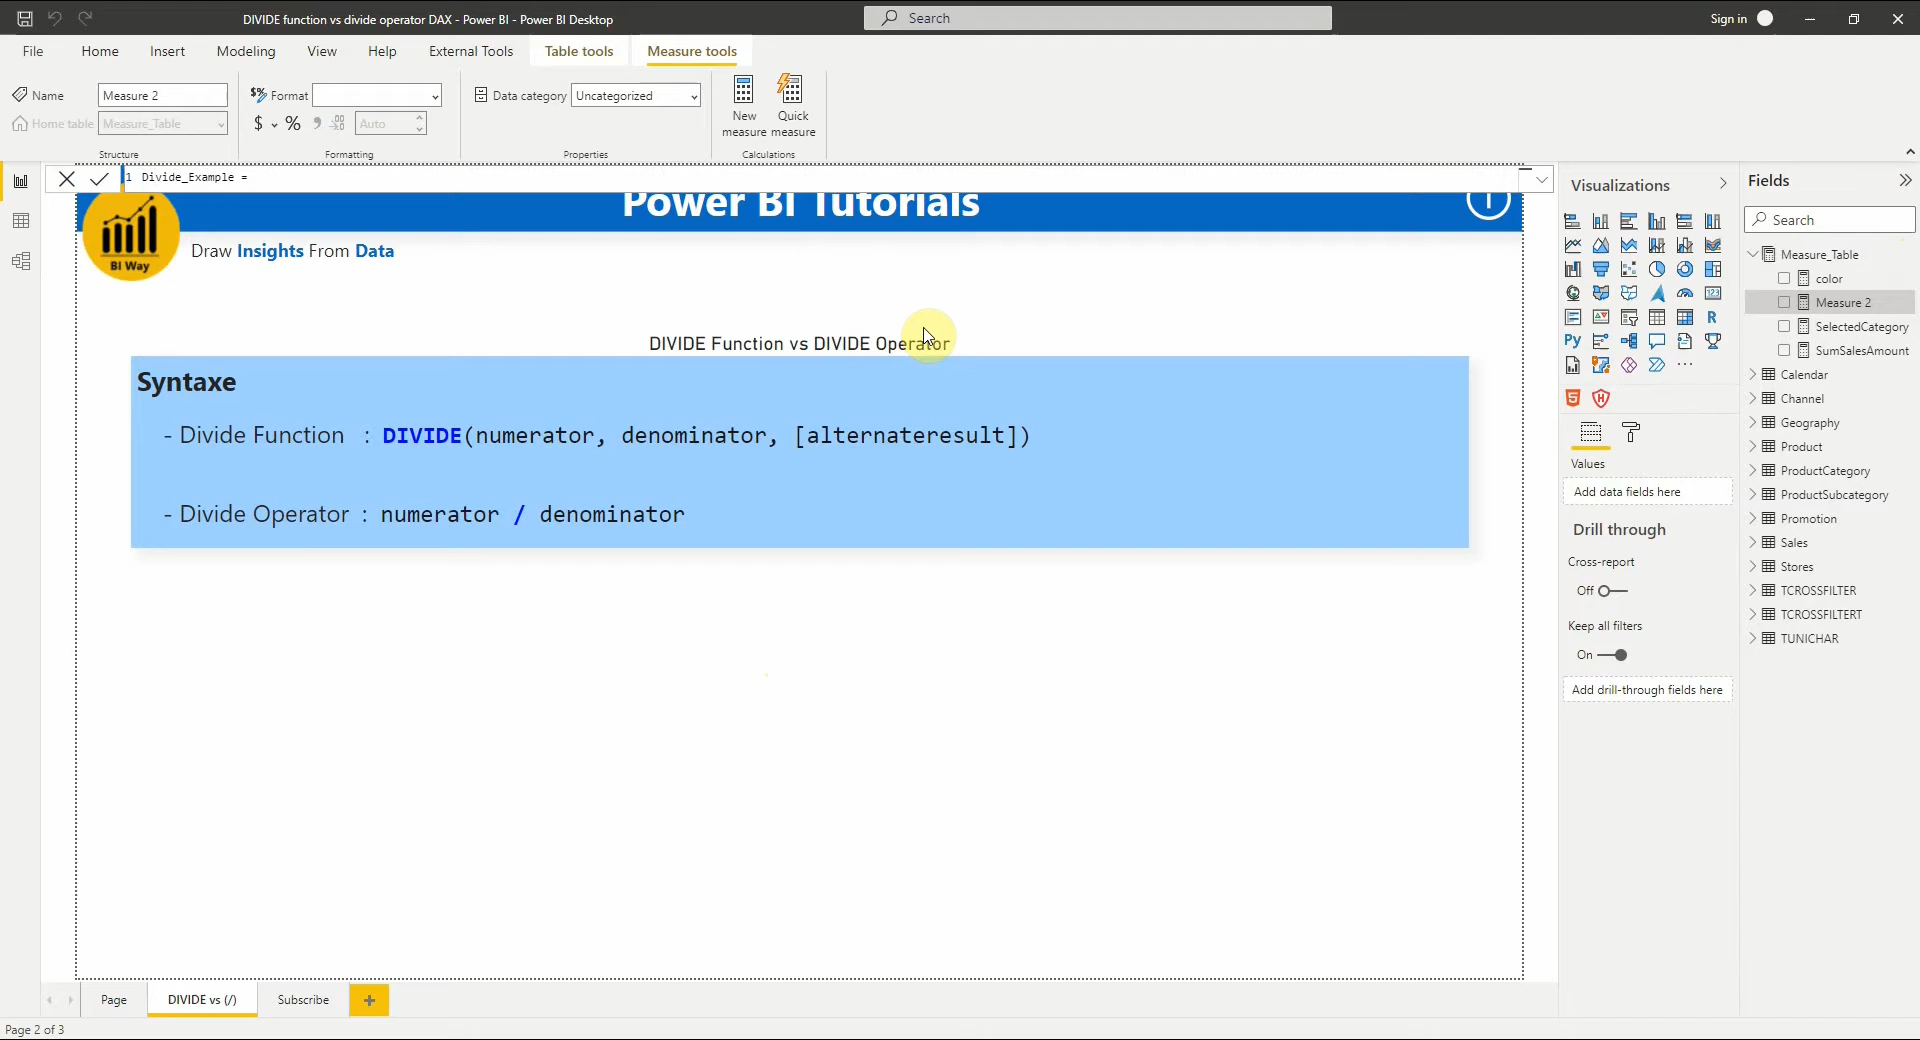 DIVIDE function vs divide operator DAX - Power BI - Power BI Desktop
Search
Sign in
File Home Insert Modeling View Help External Tools Table tools Measure tools
Name Measure 2 Format Data category Uncategorized
Home table Measure_Table $ % Auto
New measure
Quick measure
Structure Formatting Properties Calculations
1 Divide_Example =
Power BI Tutorials
BI Way
Draw Insights From Data
DIVIDE Function vs DIVIDE Operator
Syntaxe
- Divide Function : DIVIDE(numerator, denominator, [alternateresult])
- Divide Operator : numerator / denominator
Visualizations
Py
R
123
Values
Add data fields here
Drill through
Cross-report
Off
Keep all filters
On
Add drill-through fields here
Fields
Search
Measure_Table
color
Measure 2
SelectedCategory
SumSalesAmount
Calendar
Channel
Geography
Product
ProductCategory
ProductSubcategory
Promotion
Sales
Stores
TCROSSFILTER
TCROSSFILTERT
TUNICHAR
Page DIVIDE vs (/) Subscribe +
Page 2 of 3